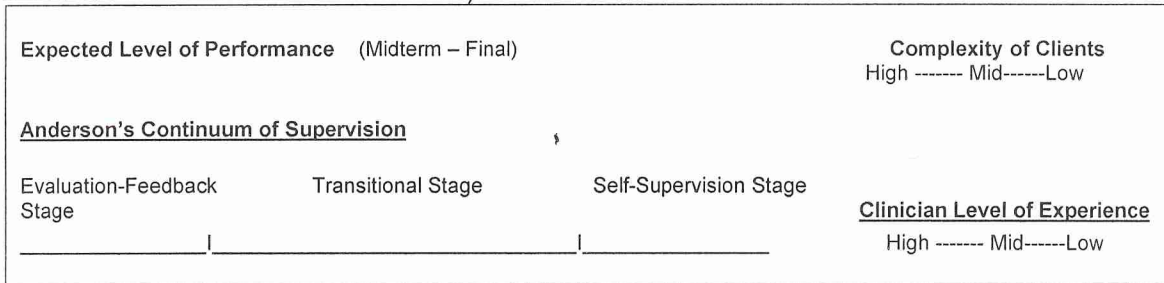 Expected Level of Performance (Midterm – Final)
Complexity of Clients
High ------- Mid------Low
Anderson's Continuum of Supervision
Evaluation-Feedback Transitional Stage Self-Supervision Stage
Stage
Clinician Level of Experience
High ------- Mid------Low